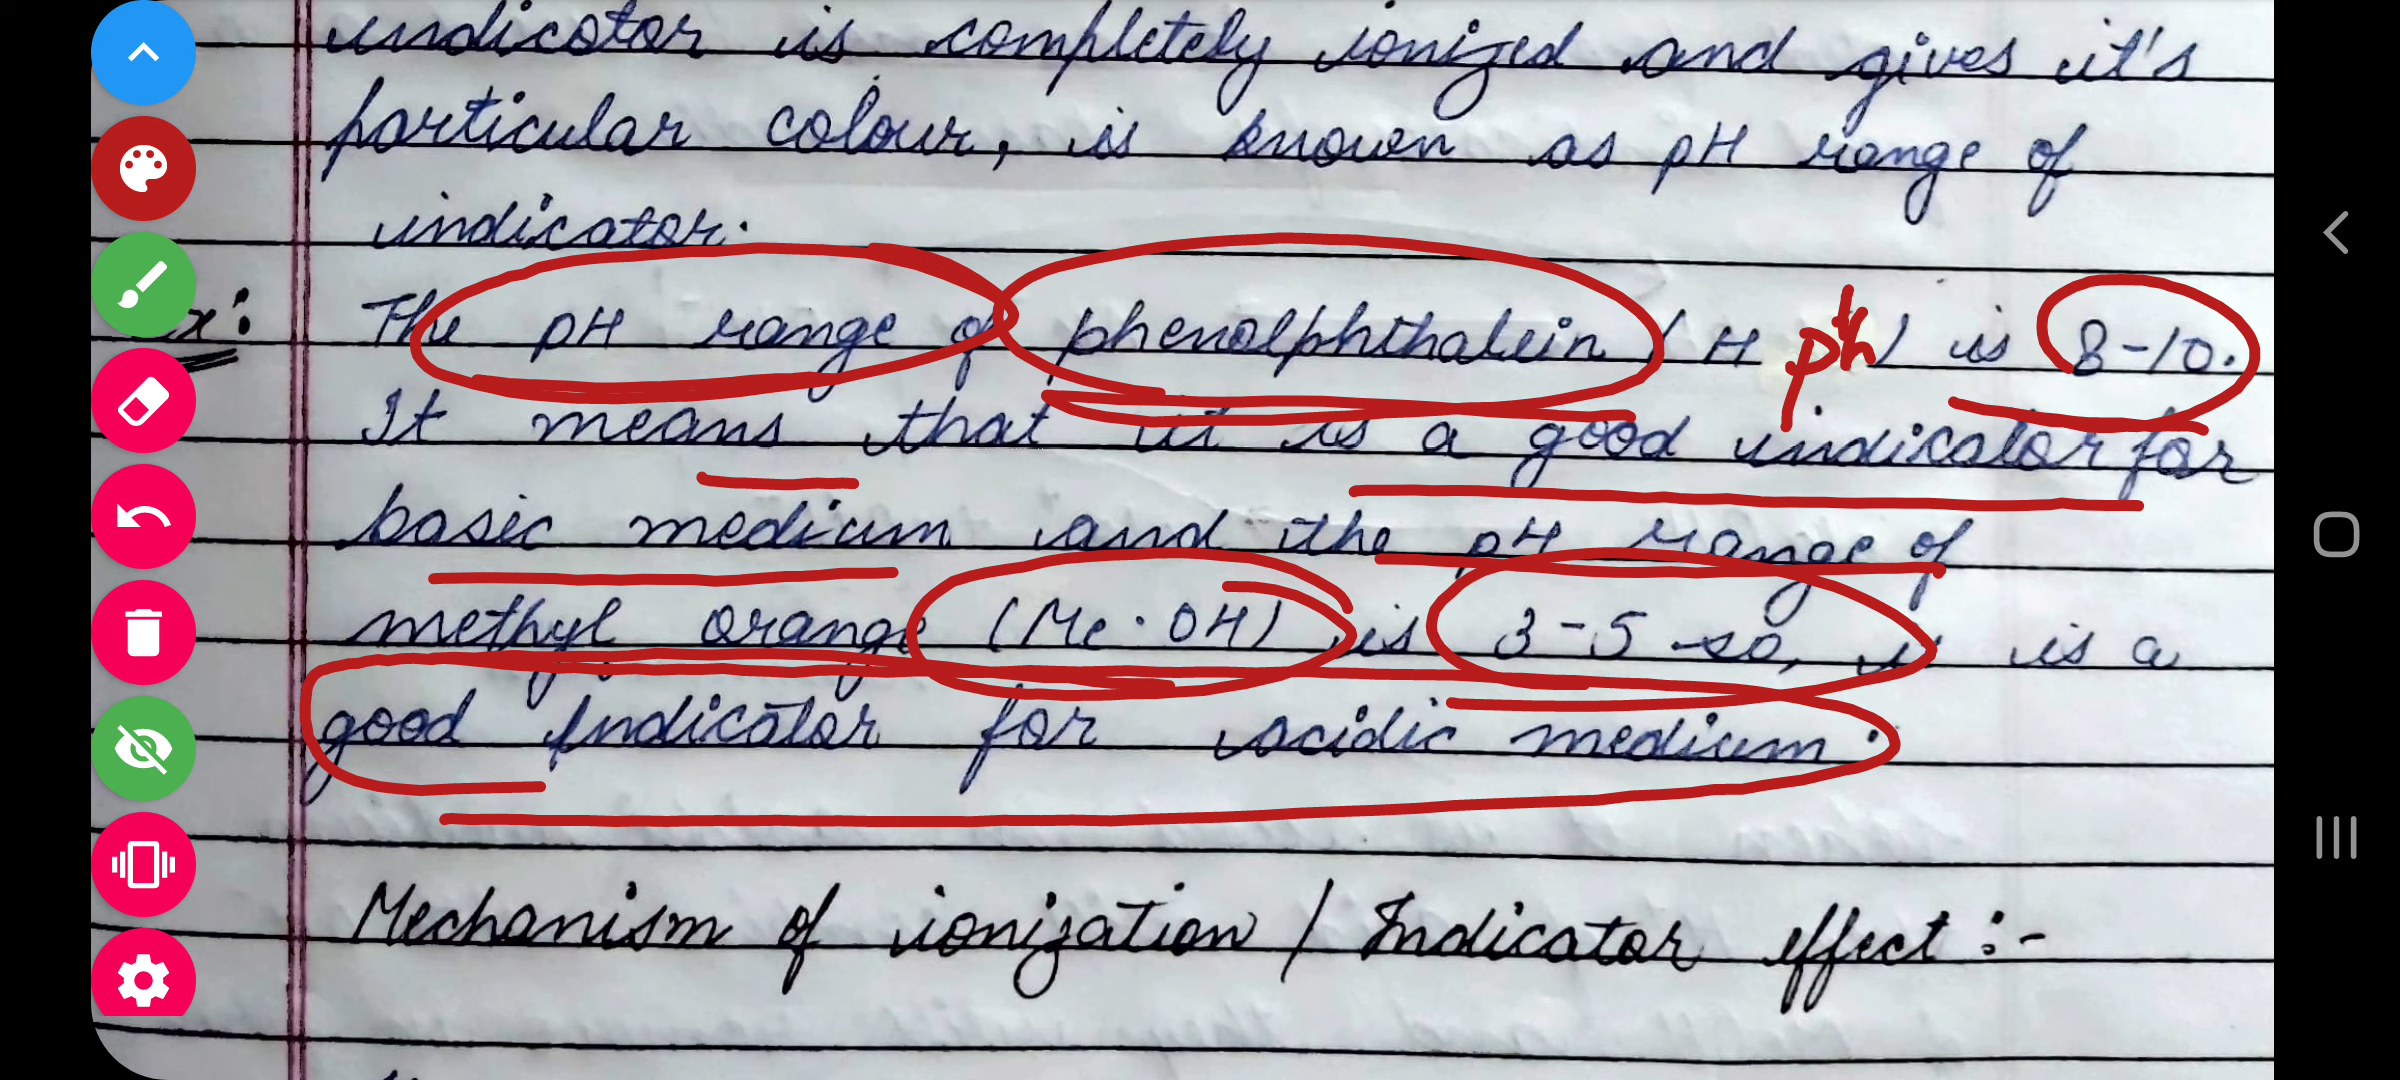 indicator is completely ionized and gives it's
particular colour, is known as pH range of
indicator.
Ex: The pH range of phenolphthalein (H ph) is 8-10.
It means that it is a good indicator for
basic medium and the pH range of
methyl orange (Me·OH) is 3-5 so, it is a
good Indicator for acidic medium.
Mechanism of ionization / Indicator effect :-